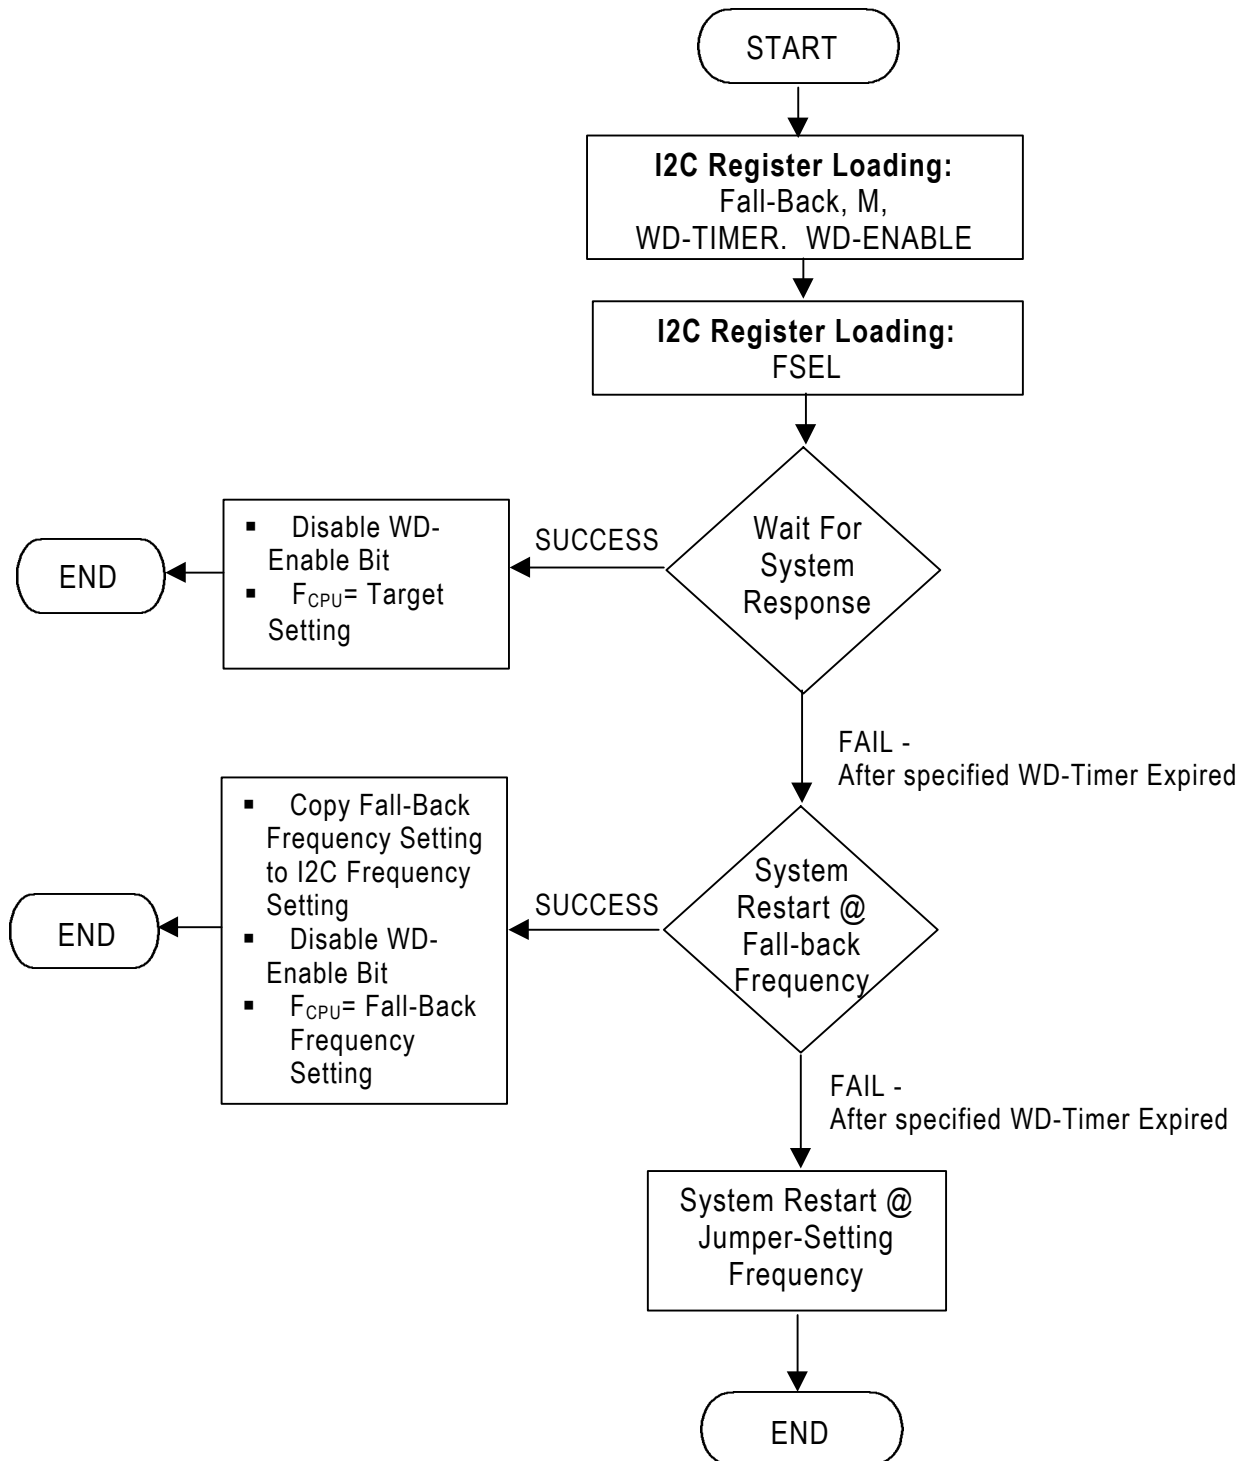 START
I2C Register Loading:
Fall-Back, M,
WD-TIMER.  WD-ENABLE
I2C Register Loading:
FSEL
Wait For
System
Response
SUCCESS
▪ Disable WD-
Enable Bit
▪ FCPU= Target
Setting
END
FAIL -
After specified WD-Timer Expired
System
Restart @
Fall-back
Frequency
SUCCESS
▪ Copy Fall-Back
Frequency Setting
to I2C Frequency
Setting
▪ Disable WD-
Enable Bit
▪ FCPU= Fall-Back
Frequency
Setting
END
FAIL -
After specified WD-Timer Expired
System Restart @
Jumper-Setting
Frequency
END